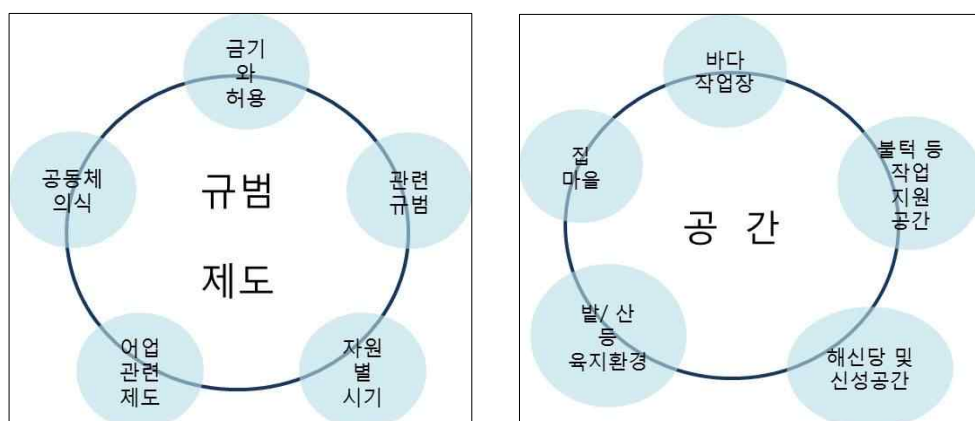 금기
와
허용
공동체
의식
관련
규범
규범
제도
어업
관련
제도
자원
별
시기
바다
작업장
집
마을
불턱 등
작업
지원
공간
공 간
밭/ 산
등
육지환경
해신당 및
신성공간